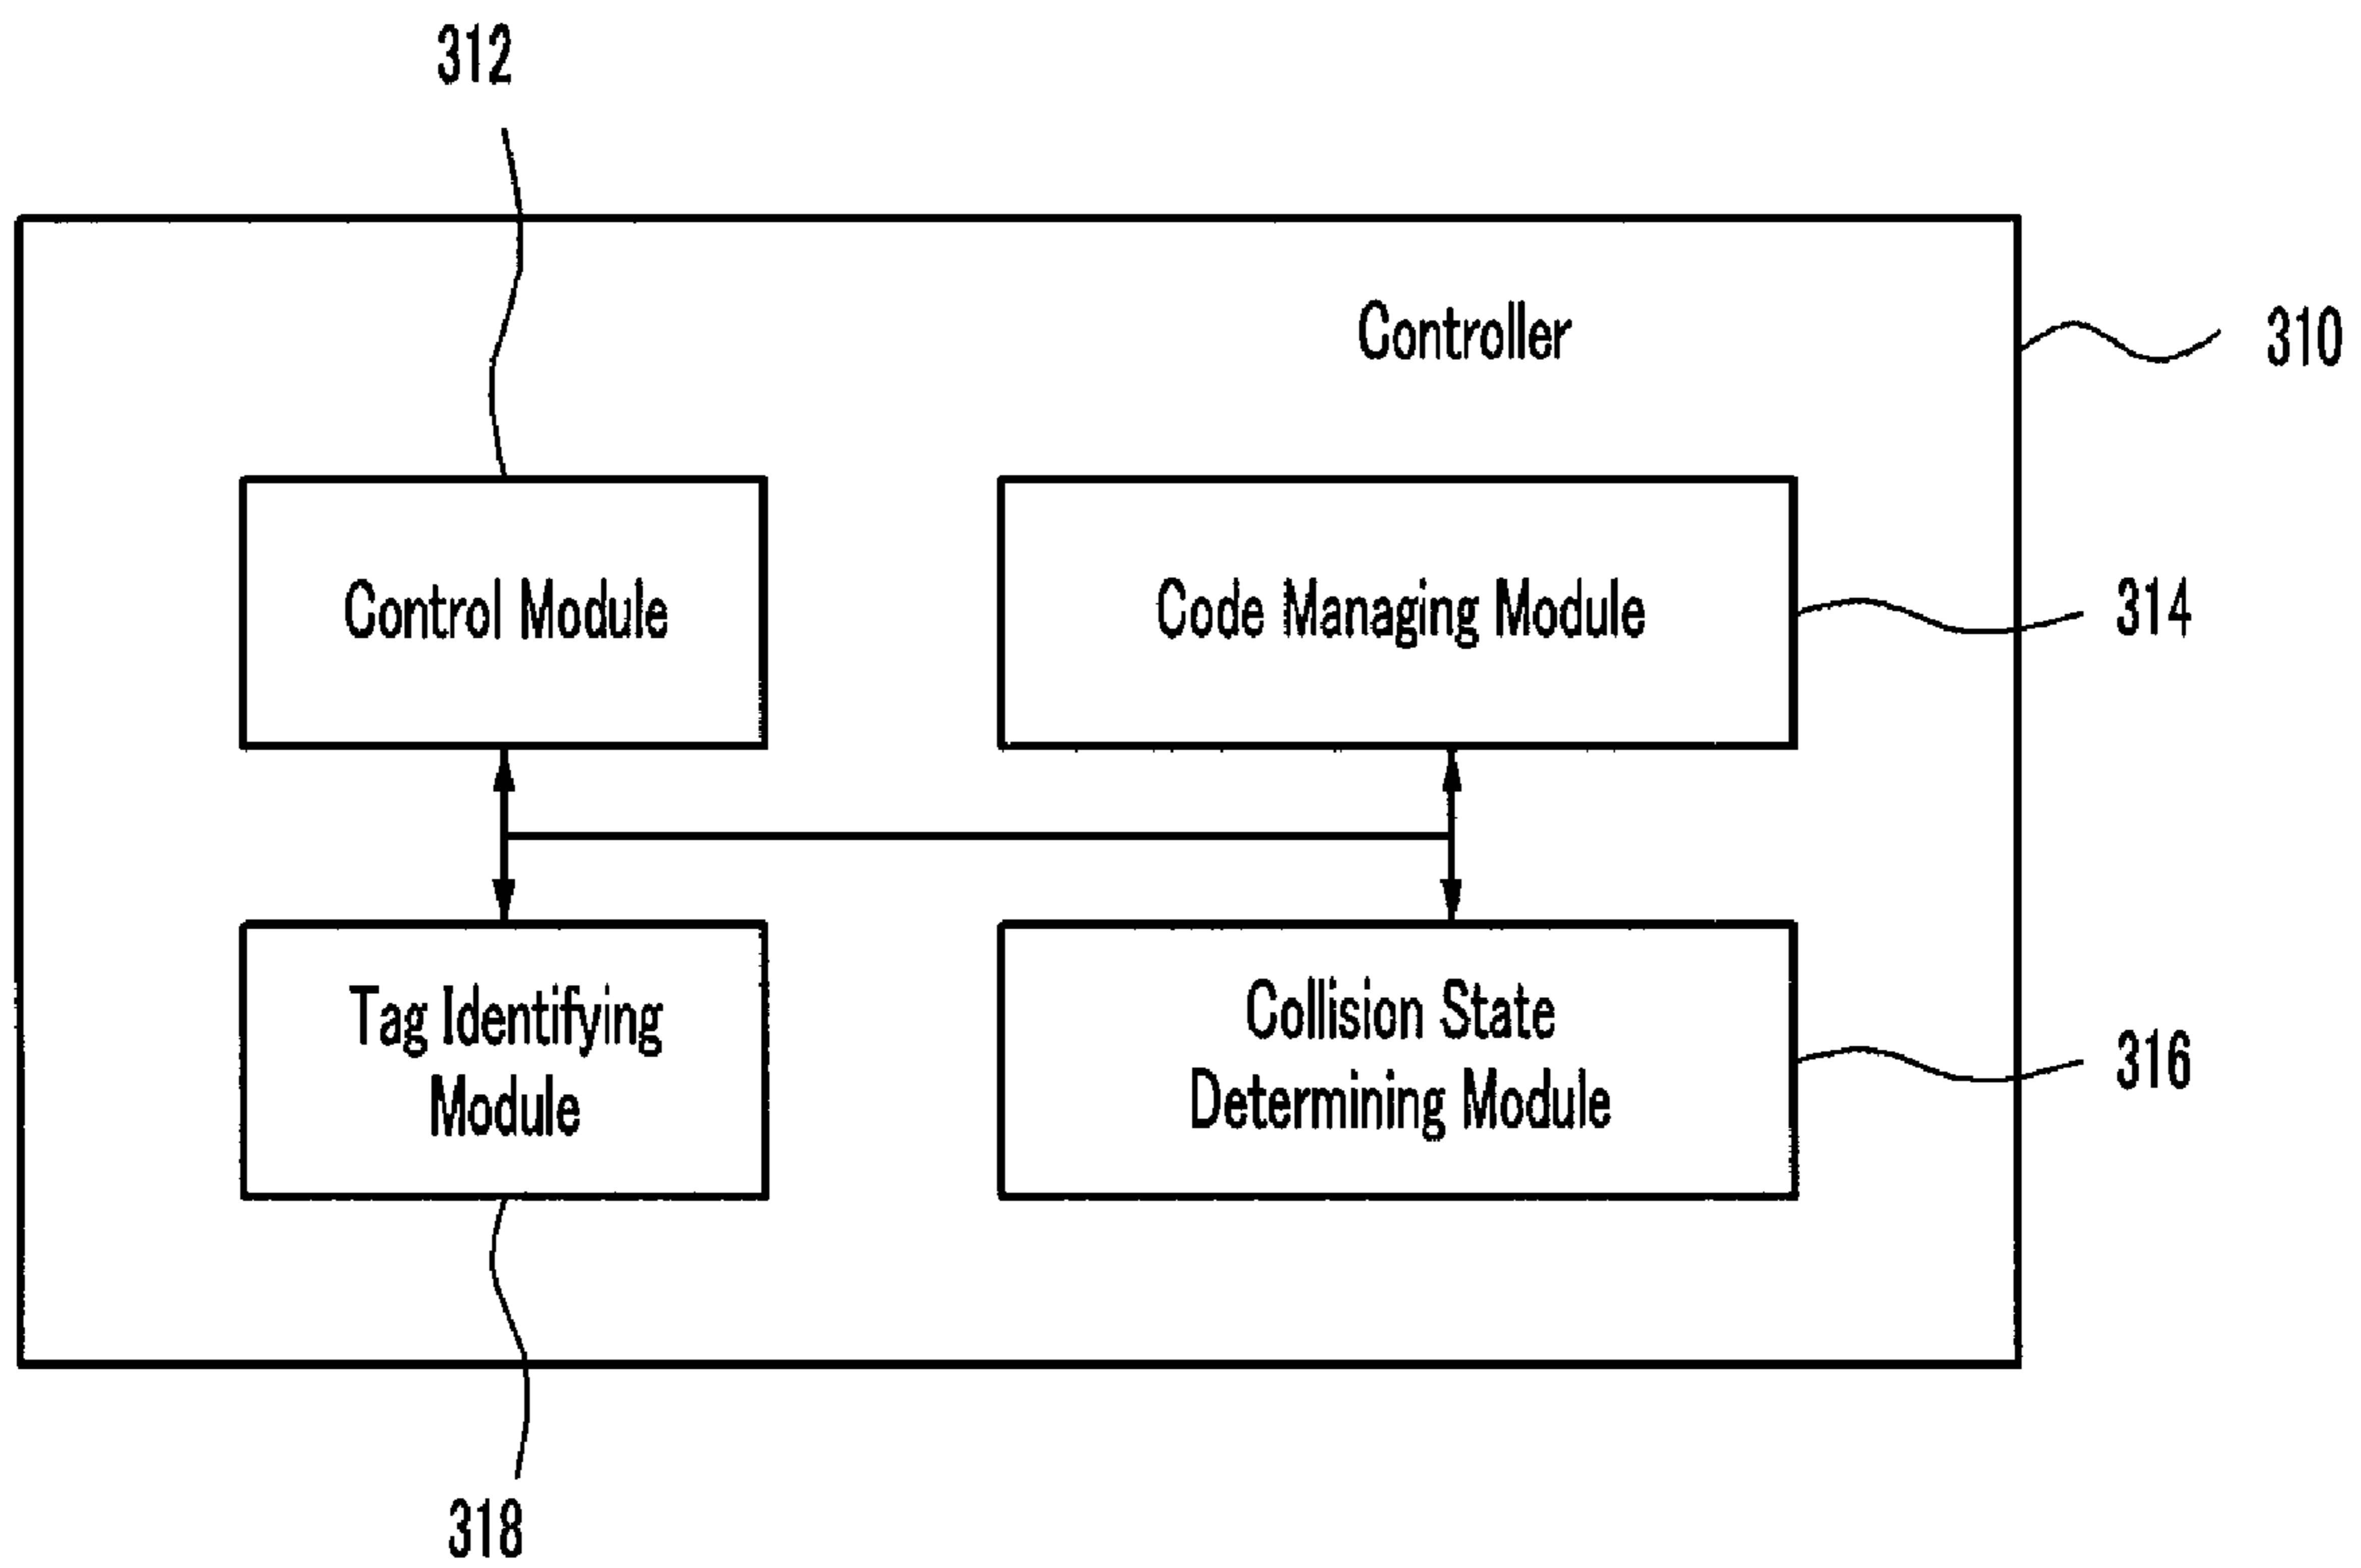 312
Controller
310
Control Module
Code Managing Module
314
Tag Identifying
Module
Collision State
Determining Module
316
318